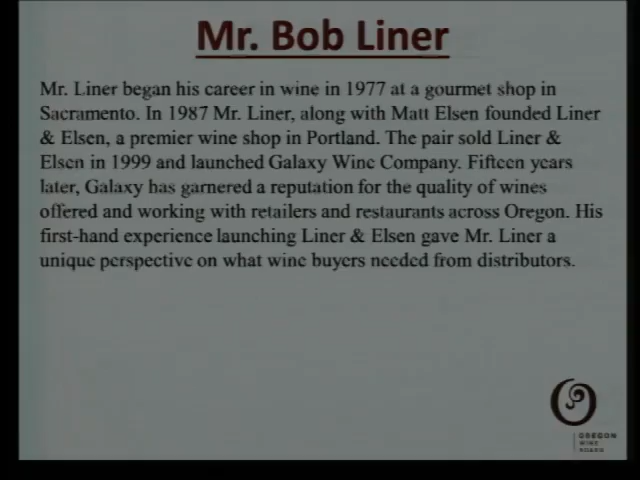 Mr. Bob Liner
Mr. Liner began his career in wine in 1977 at a gourmet shop in
Sacramento. In 1987 Mr. Liner, along with Matt Elsen founded Liner
& Elsen, a premier wine shop in Portland. The pair sold Liner &
Elsen in 1999 and launched Galaxy Wine Company. Fifteen years
later, Galaxy has garnered a reputation for the quality of wines
offered and working with retailers and restaurants across Oregon. His
first-hand experience launching Liner & Elsen gave Mr. Liner a
unique perspective on what wine buyers needed from distributors.
OREGON
WINE
BOARD